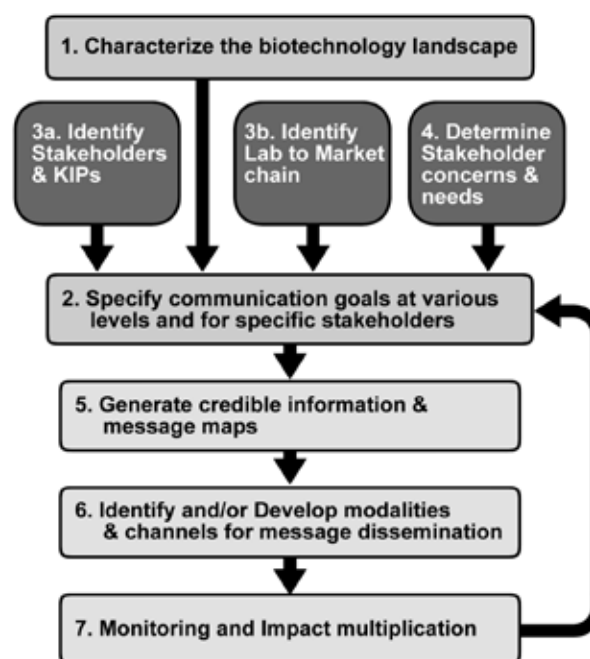 1. Characterize the biotechnology landscape
3a. Identify
Stakeholders
& KIPs
3b. Identify
Lab to Market
chain
4. Determine
Stakeholder
concerns &
needs
2. Specify communication goals at various
levels and for specific stakeholders
5. Generate credible information &
message maps
6. Identify and/or Develop modalities
& channels for message dissemination
7. Monitoring and Impact multiplication